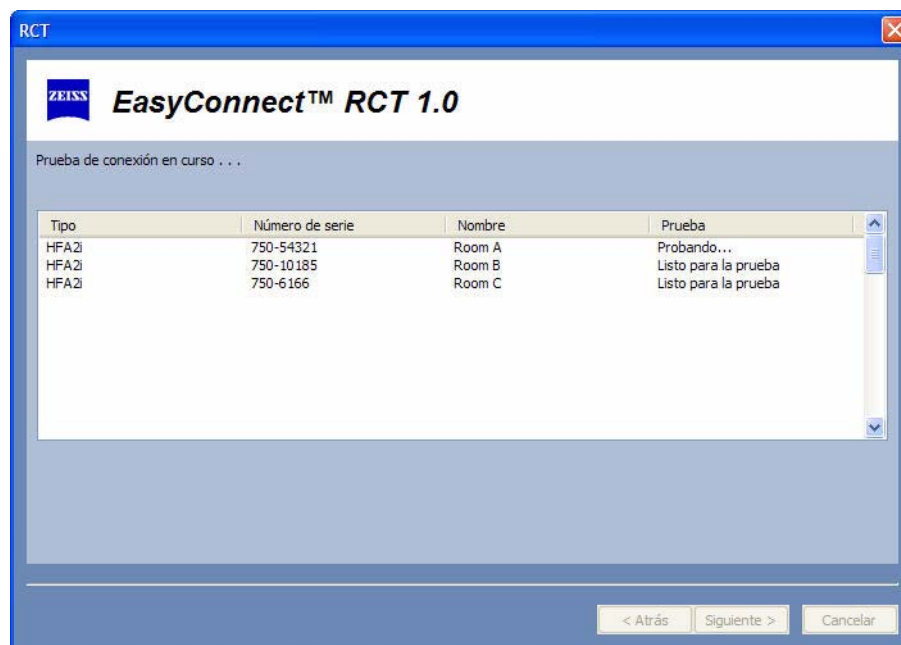 RCT
ZEISS
EasyConnect™ RCT 1.0
Prueba de conexión en curso . . .
Tipo Número de serie Nombre Prueba
HFA2i 750-54321 Room A Probando...
HFA2i 750-10185 Room B Listo para la prueba
HFA2i 750-6166 Room C Listo para la prueba
< Atrás Siguiente > Cancelar